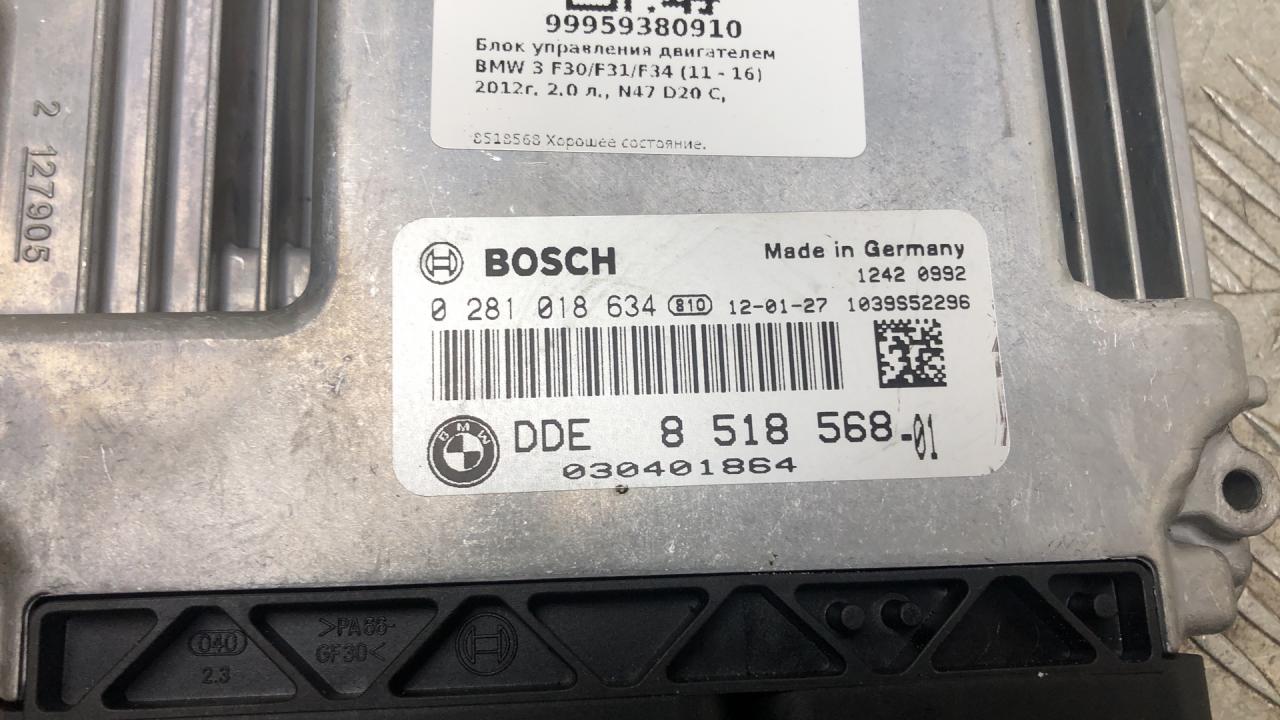 99959380910
Блок управления двигателем
BMW 3 F30/F31/F34 (11 - 16)
2012г. 2.0 л., N47 D20 C,
8518568 Хорошее состояние.
2 127905
BOSCH
Made in Germany
1242 0992
0 281 018 634 810 12-01-27 1039S52296
BMW
DDE 8 518 568-01
030401864
040
2.3
>PA66-
GF30<